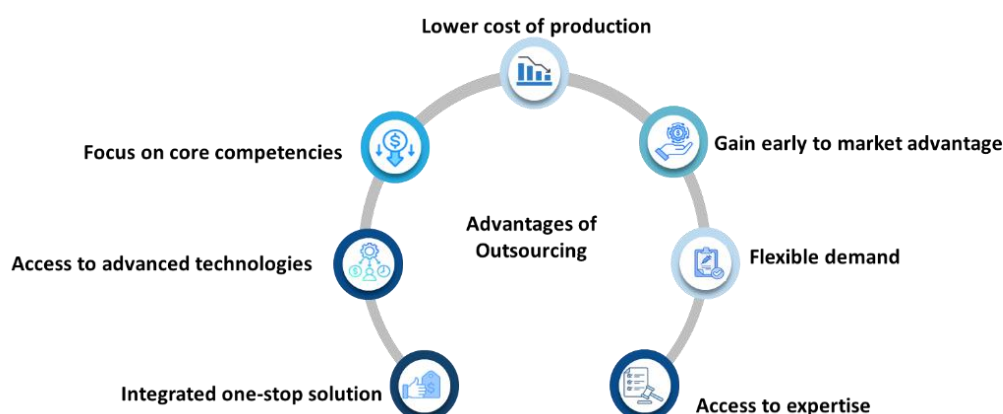 Lower cost of production
Focus on core competencies
Gain early to market advantage
Advantages of
Outsourcing
Access to advanced technologies
Flexible demand
Integrated one-stop solution
Access to expertise